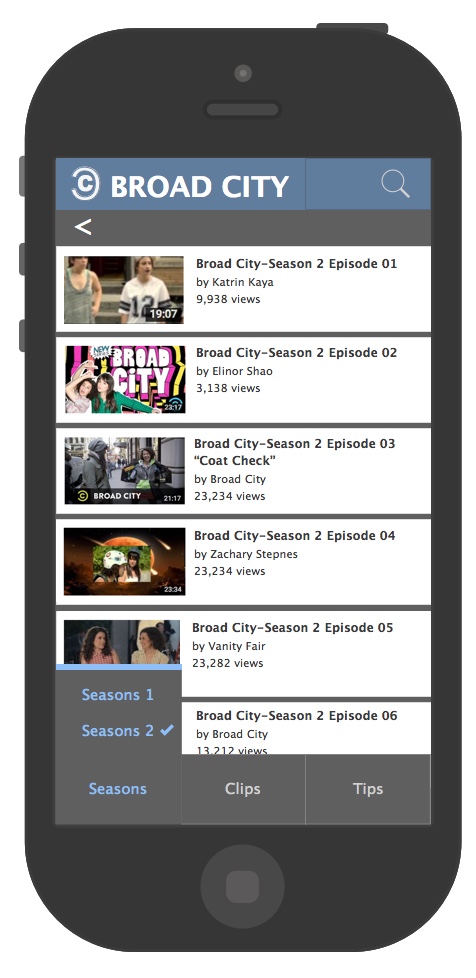 BROAD CITY
<
Broad City-Season 2 Episode 01
by Katrin Kaya
9,938 views
19:07
Broad City-Season 2 Episode 02
by Elinor Shao
3,138 views
NEW
BROAD
CiTY
23:17
Broad City-Season 2 Episode 03
“Coat Check”
by Broad City
23,234 views
BROAD CITY
21:17
Broad City-Season 2 Episode 04
by Zachary Stepnes
23,234 views
23:34
Broad City-Season 2 Episode 05
by Vanity Fair
23,282 views
Broad City-Season 2 Episode 06
by Broad City
13,212 views
Seasons 1
Seasons 2 ✓
Seasons
Clips
Tips